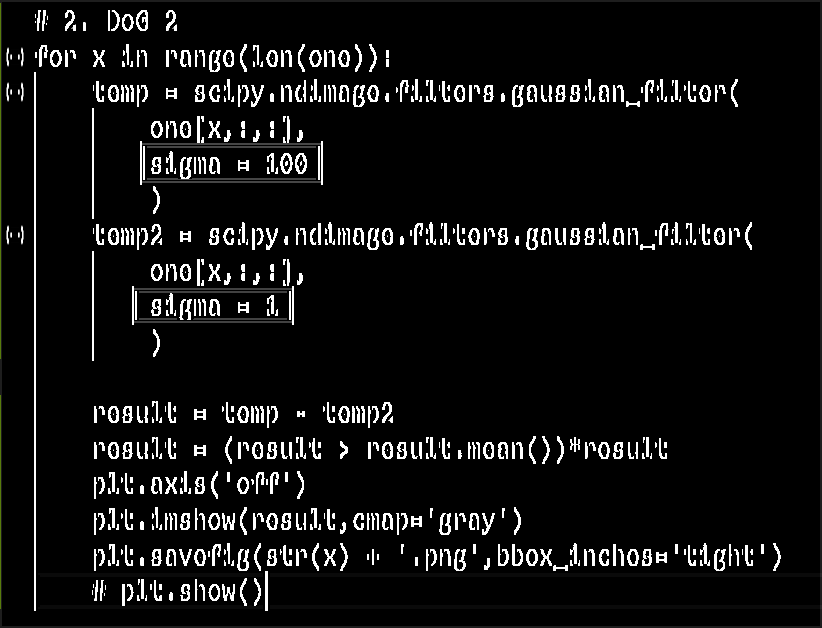 # 2. DoG 2
for x in range(len(one)):
    temp = scipy.ndimage.filters.gaussian_filter(
        one[x,:,:],
        sigma = 100
        )
    temp2 = scipy.ndimage.filters.gaussian_filter(
        one[x,:,:],
        sigma = 1
        )
    result = temp - temp2
    result = (result > result.mean())*result
    plt.axis('off')
    plt.imshow(result,cmap='gray')
    plt.savefig(str(x) + '.png',bbox_inches='tight')
    # plt.show()